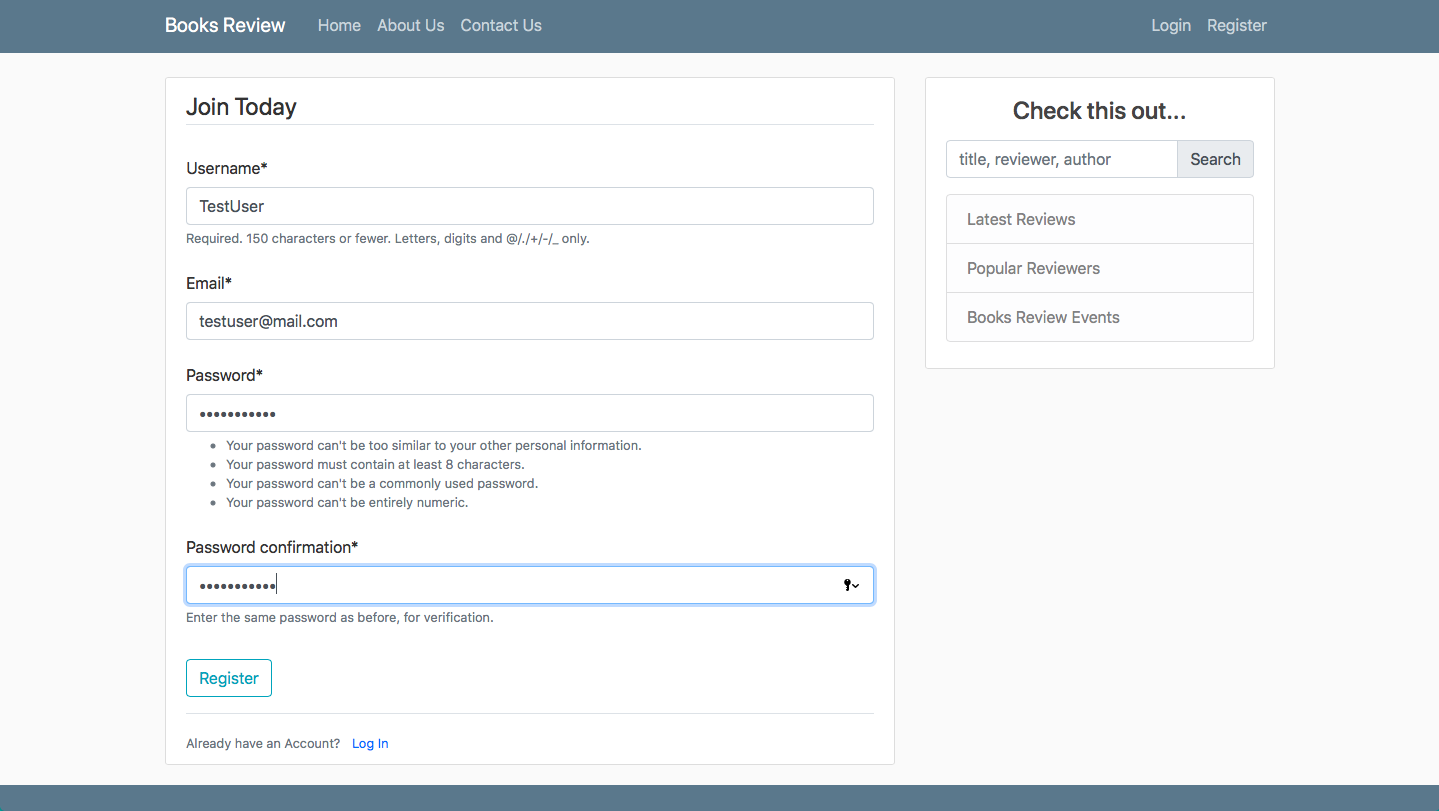 Books Review Home About Us Contact Us Login Register
Join Today
Username*
TestUser
Required. 150 characters or fewer. Letters, digits and @/./+/-/_ only.
Email*
testuser@mail.com
Password*
•••••••••••
Your password can't be too similar to your other personal information.
Your password must contain at least 8 characters.
Your password can't be a commonly used password.
Your password can't be entirely numeric.
Password confirmation*
•••••••••••
Enter the same password as before, for verification.
Register
Already have an Account? Log In
Check this out...
title, reviewer, author Search
Latest Reviews
Popular Reviewers
Books Review Events